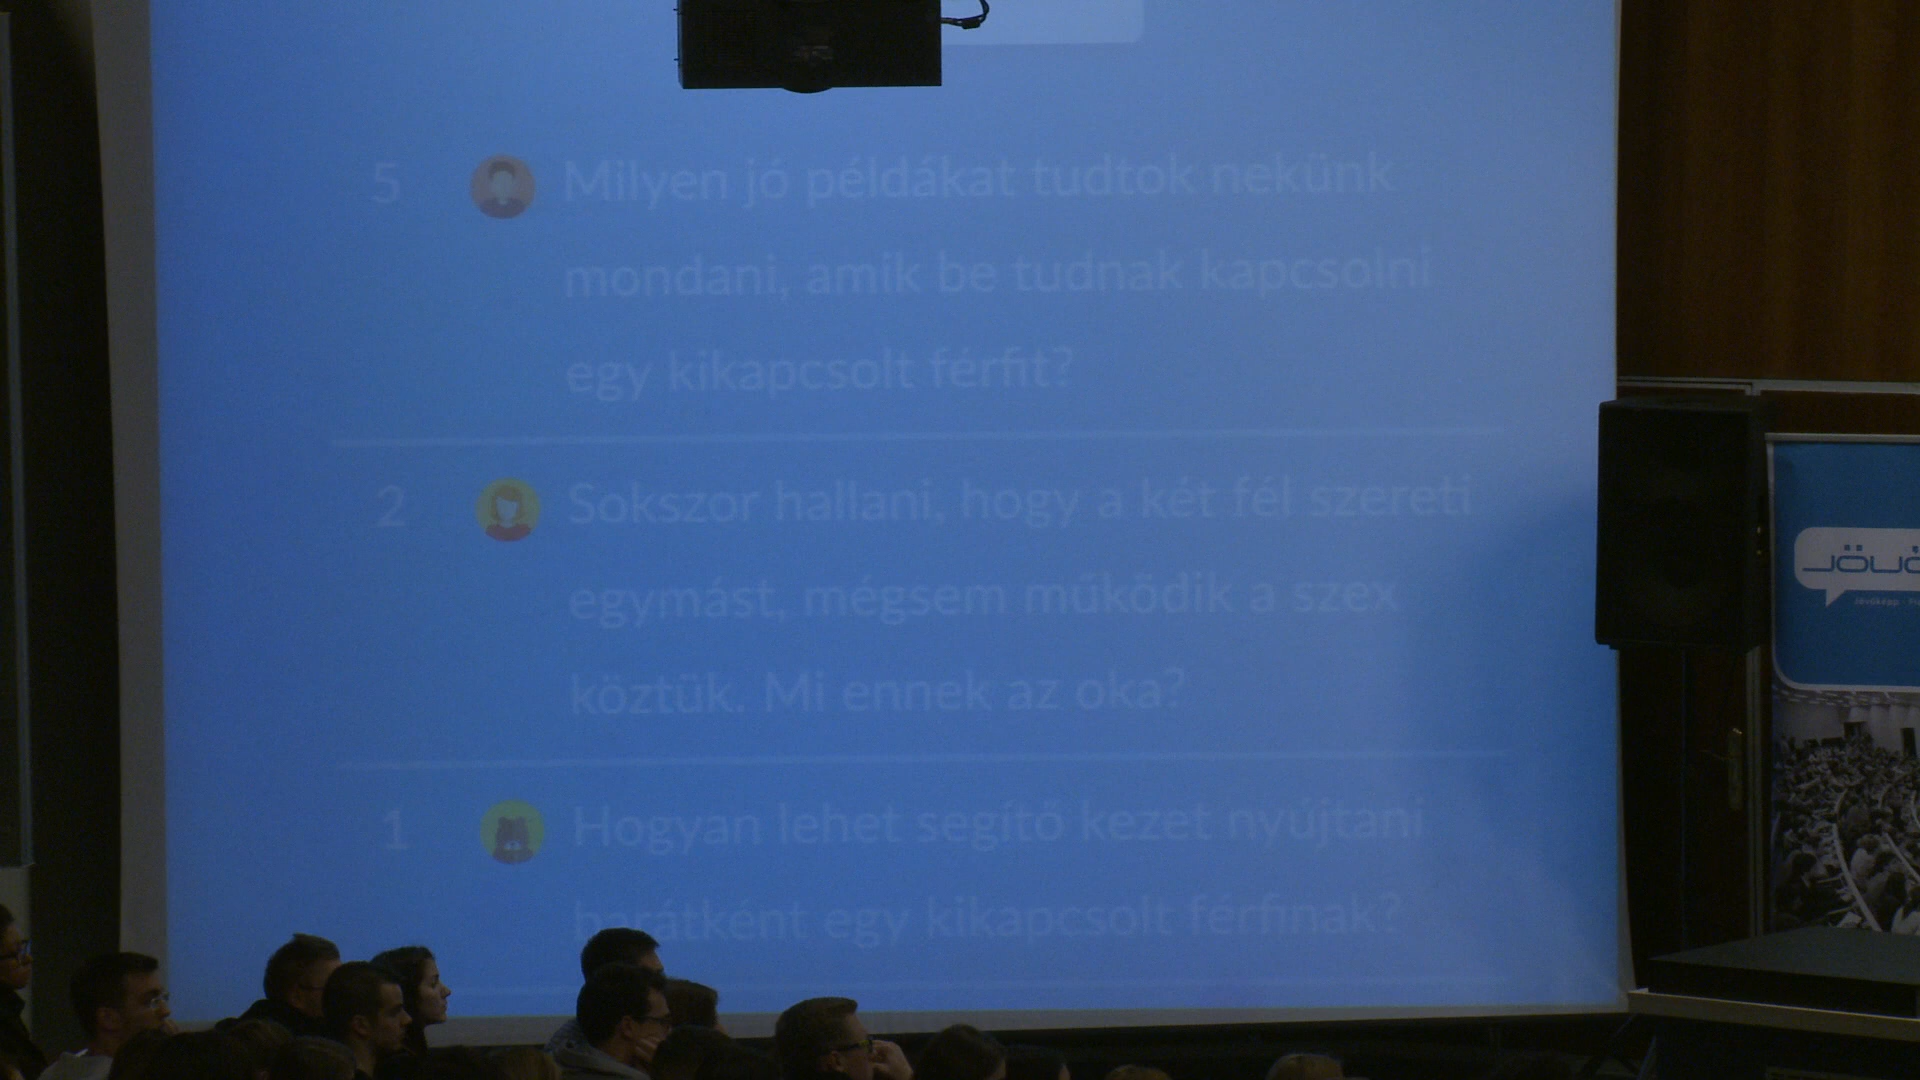 5 Milyen jó példákat tudtok nekünk
mondani, amik be tudnak kapcsolni
egy kikapcsolt férfit?
2 Sokszor hallani, hogy a két fél szereti
egymást, mégsem működik a szex
köztük. Mi ennek az oka?
1 Hogyan lehet segítő kezet nyújtani
barátként egy kikapcsolt férfinak?